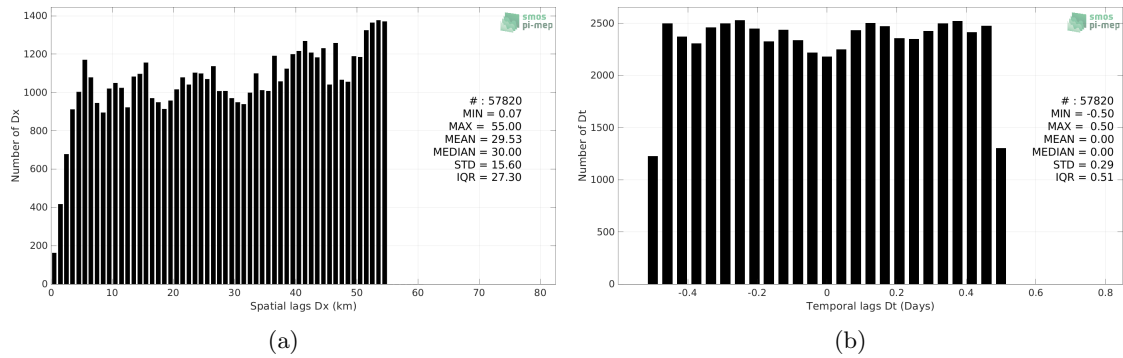 1400
1200
1000
800
600
400
200
0
Number of Dx
0 10 20 30 40 50 60 70 80
Spatial lags Dx (km)
smos
pi-mep
# : 57820
MIN = 0.07
MAX = 55.00
MEAN = 29.53
MEDIAN = 30.00
STD = 15.60
IQR = 27.30
(a)
2500
2000
1500
1000
500
0
Number of Dt
-0.4 -0.2 0 0.2 0.4 0.6 0.8
Temporal lags Dt (Days)
smos
pi-mep
# : 57820
MIN = -0.50
MAX = 0.50
MEAN = 0.00
MEDIAN = 0.00
STD = 0.29
IQR = 0.51
(b)